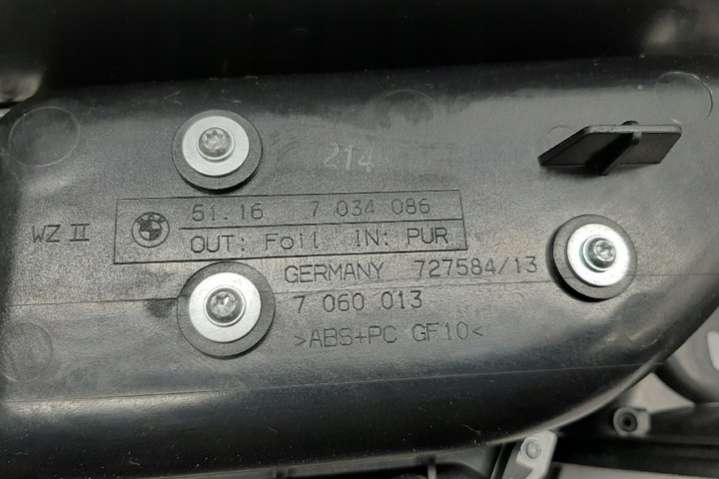 214
WZ II
51.16 7 034 086
OUT: Foil IN: PUR
GERMANY 727584/13
7 060 013
>ABS+PC GF10<